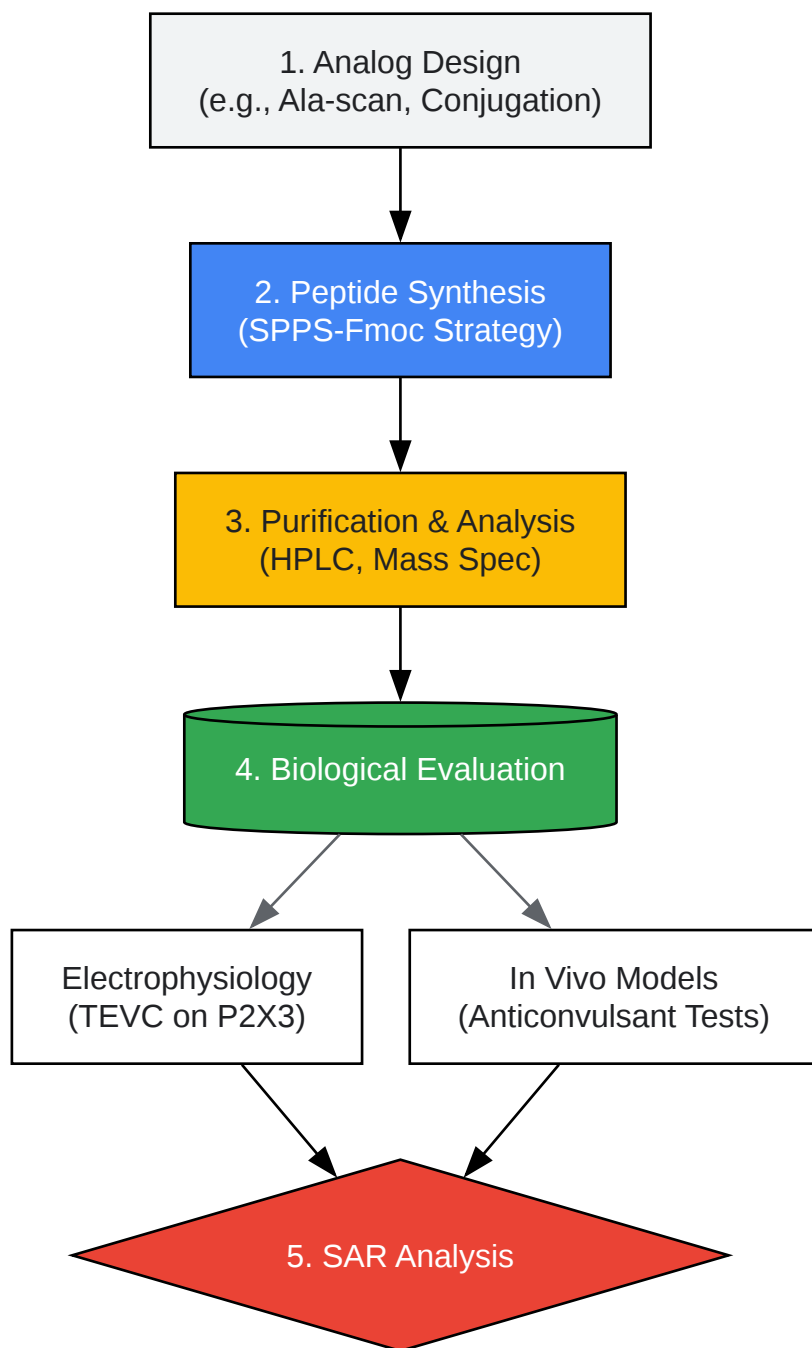 1. Analog Design
(e.g., Ala-scan, Conjugation)
2. Peptide Synthesis
(SPPS-Fmoc Strategy)
3. Purification & Analysis
(HPLC, Mass Spec)
4. Biological Evaluation
Electrophysiology
(TEVC on P2X3)
In Vivo Models
(Anticonvulsant Tests)
5. SAR Analysis